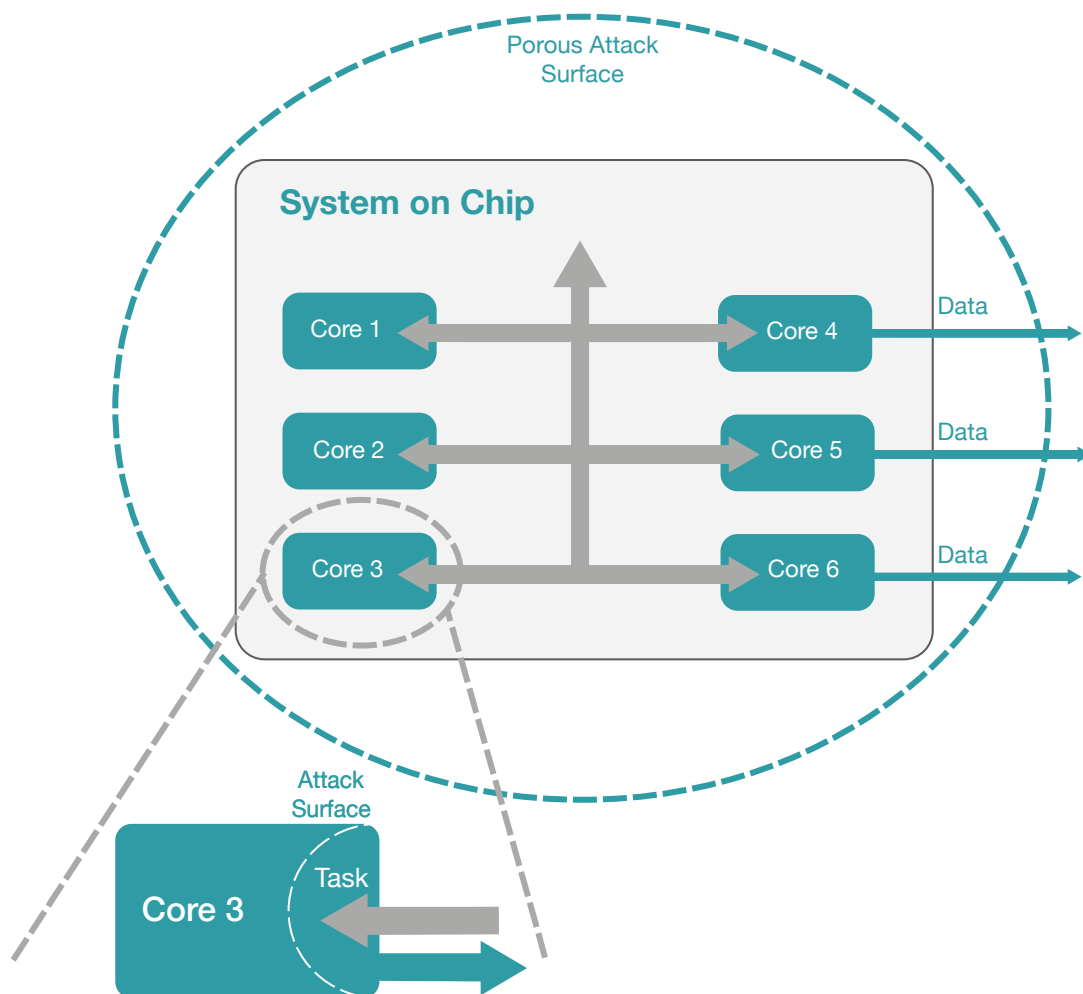 Porous Attack
Surface
System on Chip
Core 1
Core 4
Data
Core 2
Core 5
Data
Core 3
Core 6
Data
Attack
Surface
Task
Core 3